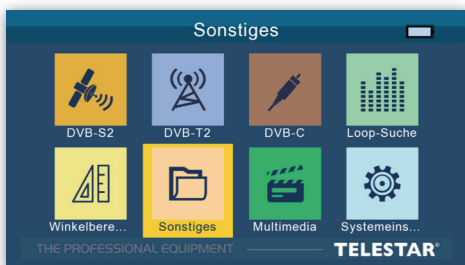 Sonstiges
DVB-S2 DVB-T2 DVB-C Loop-Suche
Winkelbere... Sonstiges Multimedia Systemeins...
THE PROFESSIONAL EQUIPMENT TELESTAR®